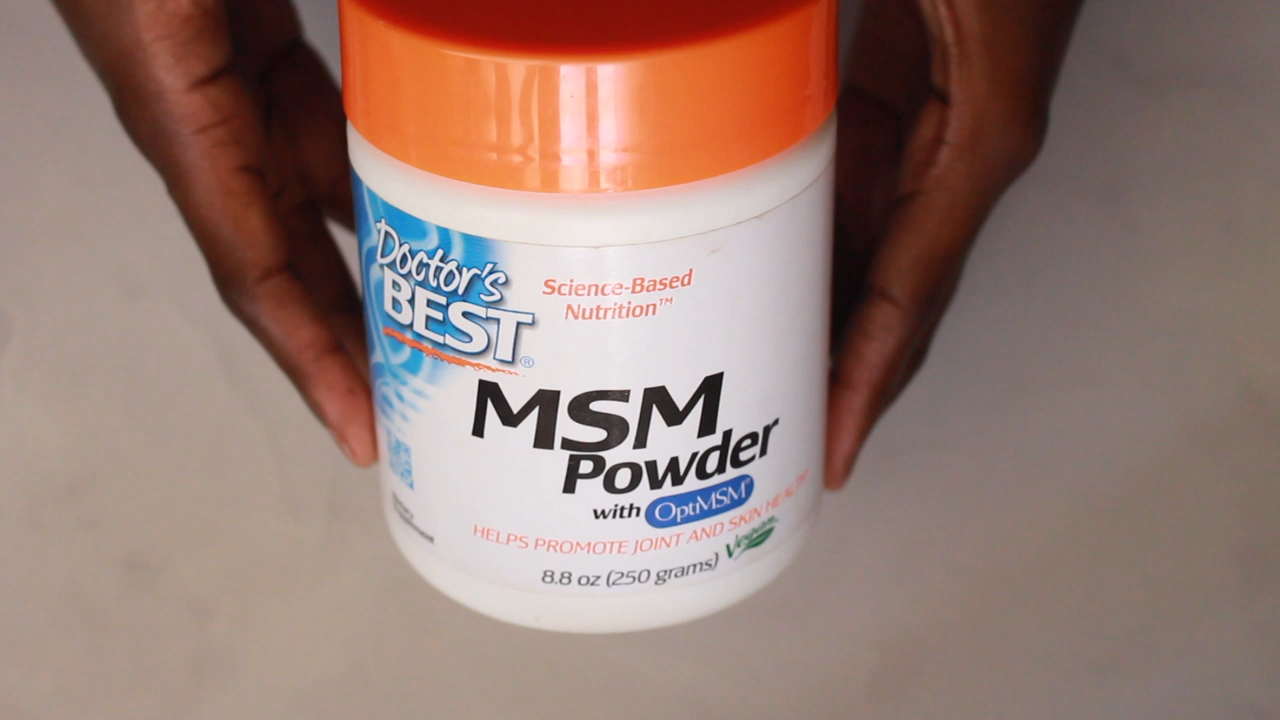 Doctor's
BEST®
Science-Based
Nutrition™
MSM
Powder
with OptiMSM®
HELPS PROMOTE JOINT AND SKIN HEALTH
Vegan
8.8 oz (250 grams)